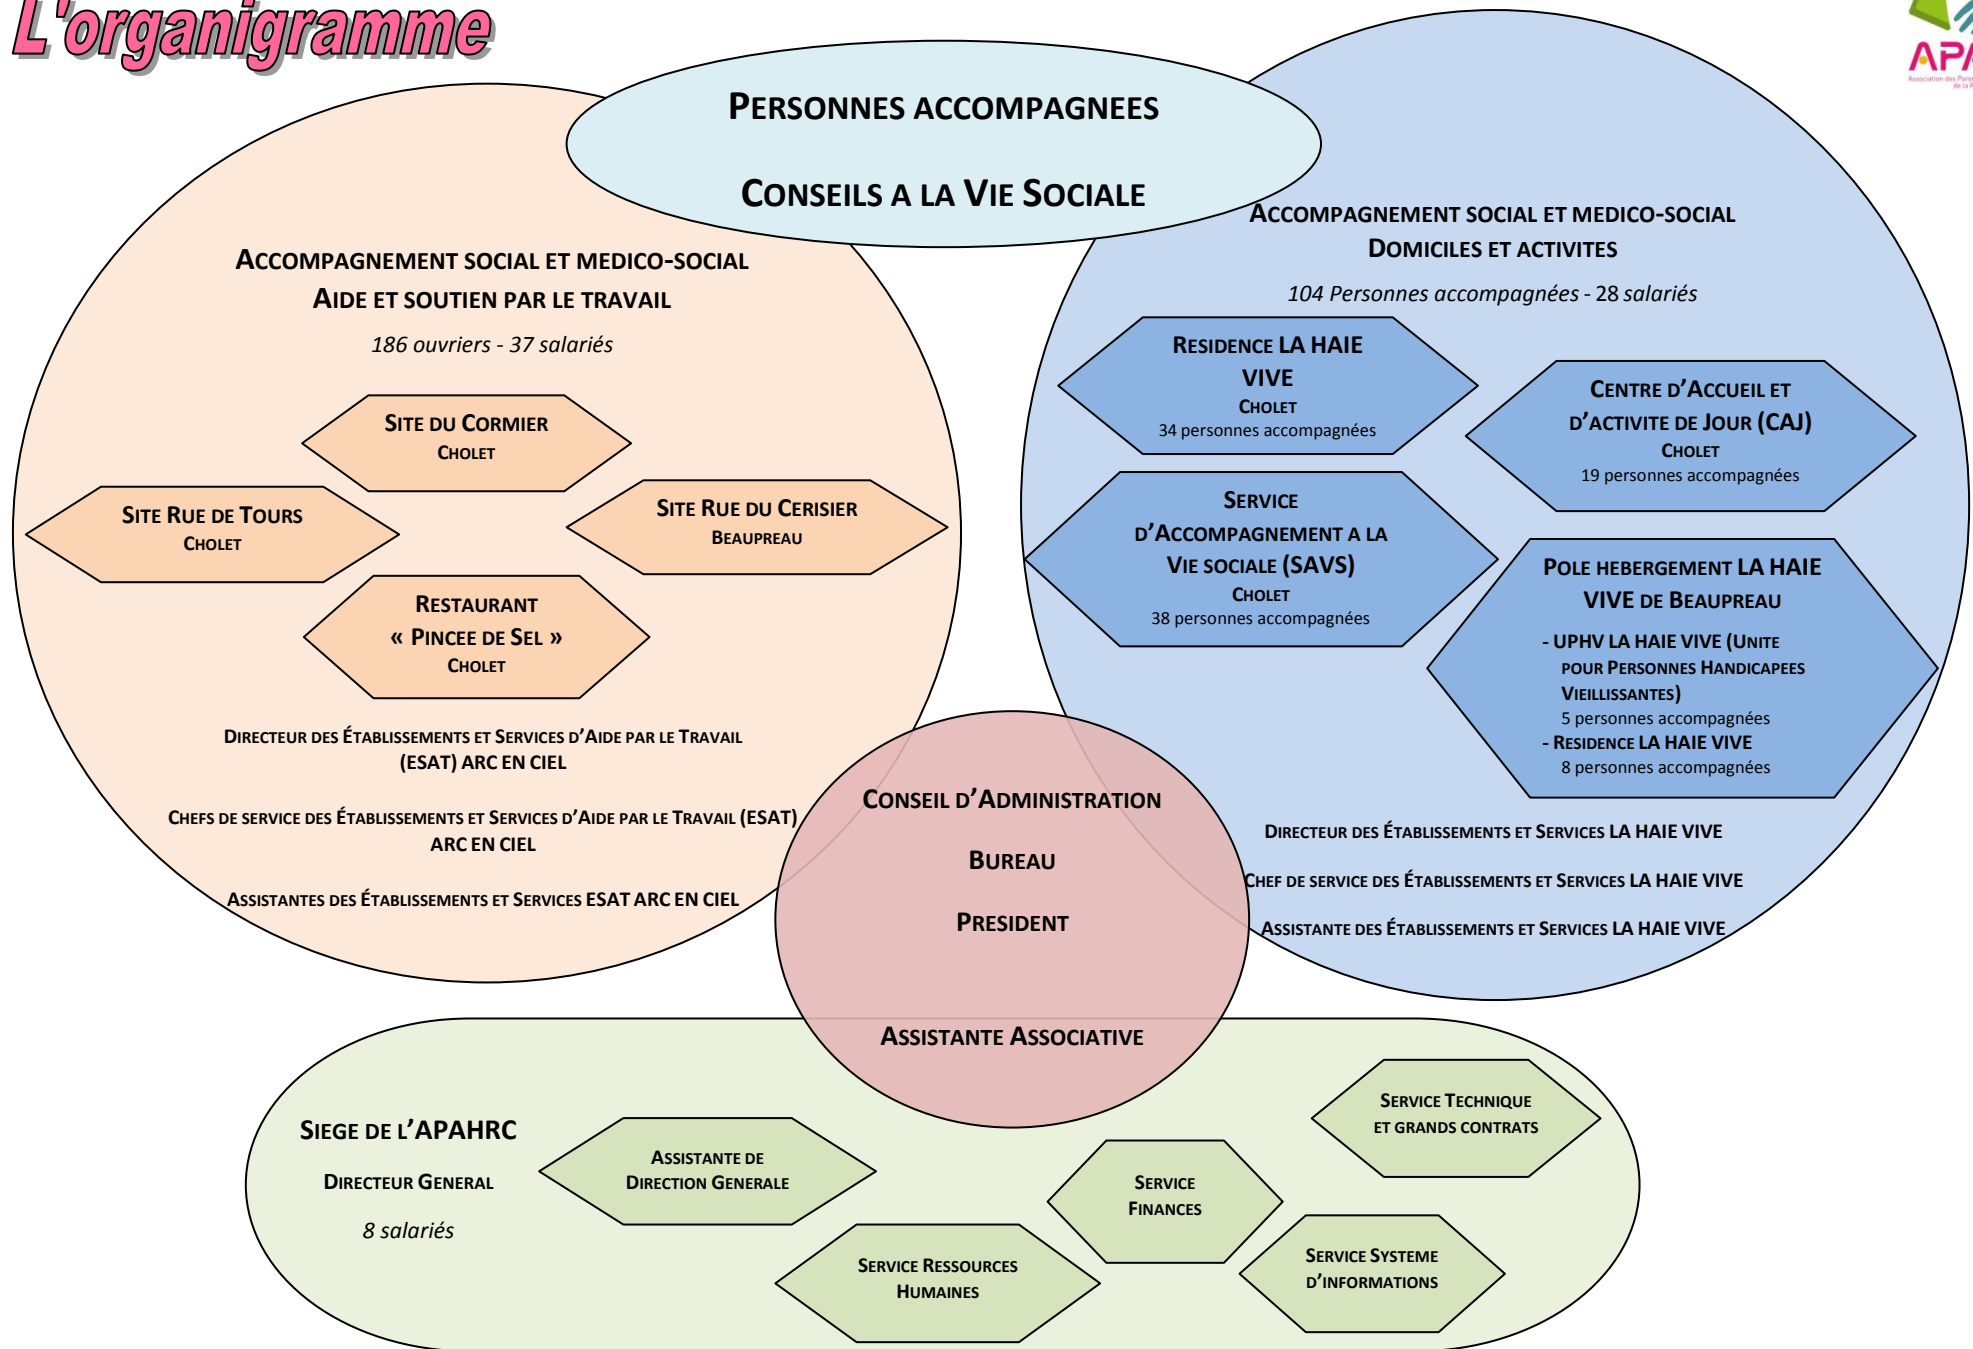 L'organigramme
APA
PERSONNES ACCOMPAGNEES
CONSEILS A LA VIE SOCIALE
ACCOMPAGNEMENT SOCIAL ET MEDICO-SOCIAL
AIDE ET SOUTIEN PAR LE TRAVAIL
186 ouvriers - 37 salariés
SITE DU CORMIER
CHOLET
SITE RUE DE TOURS
CHOLET
SITE RUE DU CERISIER
BEAUPREAU
RESTAURANT
« PINCEE DE SEL »
CHOLET
DIRECTEUR DES ÉTABLISSEMENTS ET SERVICES D'AIDE PAR LE TRAVAIL
(ESAT) ARC EN CIEL
CHEFS DE SERVICE DES ÉTABLISSEMENTS ET SERVICES D'AIDE PAR LE TRAVAIL (ESAT)
ARC EN CIEL
ASSISTANTES DES ÉTABLISSEMENTS ET SERVICES ESAT ARC EN CIEL
ACCOMPAGNEMENT SOCIAL ET MEDICO-SOCIAL
DOMICILES ET ACTIVITES
104 Personnes accompagnées - 28 salariés
RESIDENCE LA HAIE
VIVE
CHOLET
34 personnes accompagnées
CENTRE D'ACCUEIL ET
D'ACTIVITE DE JOUR (CAJ)
CHOLET
19 personnes accompagnées
SERVICE
D'ACCOMPAGNEMENT A LA
VIE SOCIALE (SAVS)
CHOLET
38 personnes accompagnées
POLE HEBERGEMENT LA HAIE
VIVE DE BEAUPREAU
- UPHV LA HAIE VIVE (UNITE
POUR PERSONNES HANDICAPEES
VIEILLISSANTES)
5 personnes accompagnées
- RESIDENCE LA HAIE VIVE
8 personnes accompagnées
DIRECTEUR DES ÉTABLISSEMENTS ET SERVICES LA HAIE VIVE
CHEF DE SERVICE DES ÉTABLISSEMENTS ET SERVICES LA HAIE VIVE
ASSISTANTE DES ÉTABLISSEMENTS ET SERVICES LA HAIE VIVE
CONSEIL D'ADMINISTRATION
BUREAU
PRESIDENT
ASSISTANTE ASSOCIATIVE
SIEGE DE L'APAHRC
DIRECTEUR GENERAL
8 salariés
ASSISTANTE DE
DIRECTION GENERALE
SERVICE RESSOURCES
HUMAINES
SERVICE
FINANCES
SERVICE TECHNIQUE
ET GRANDS CONTRATS
SERVICE SYSTEME
D'INFORMATIONS